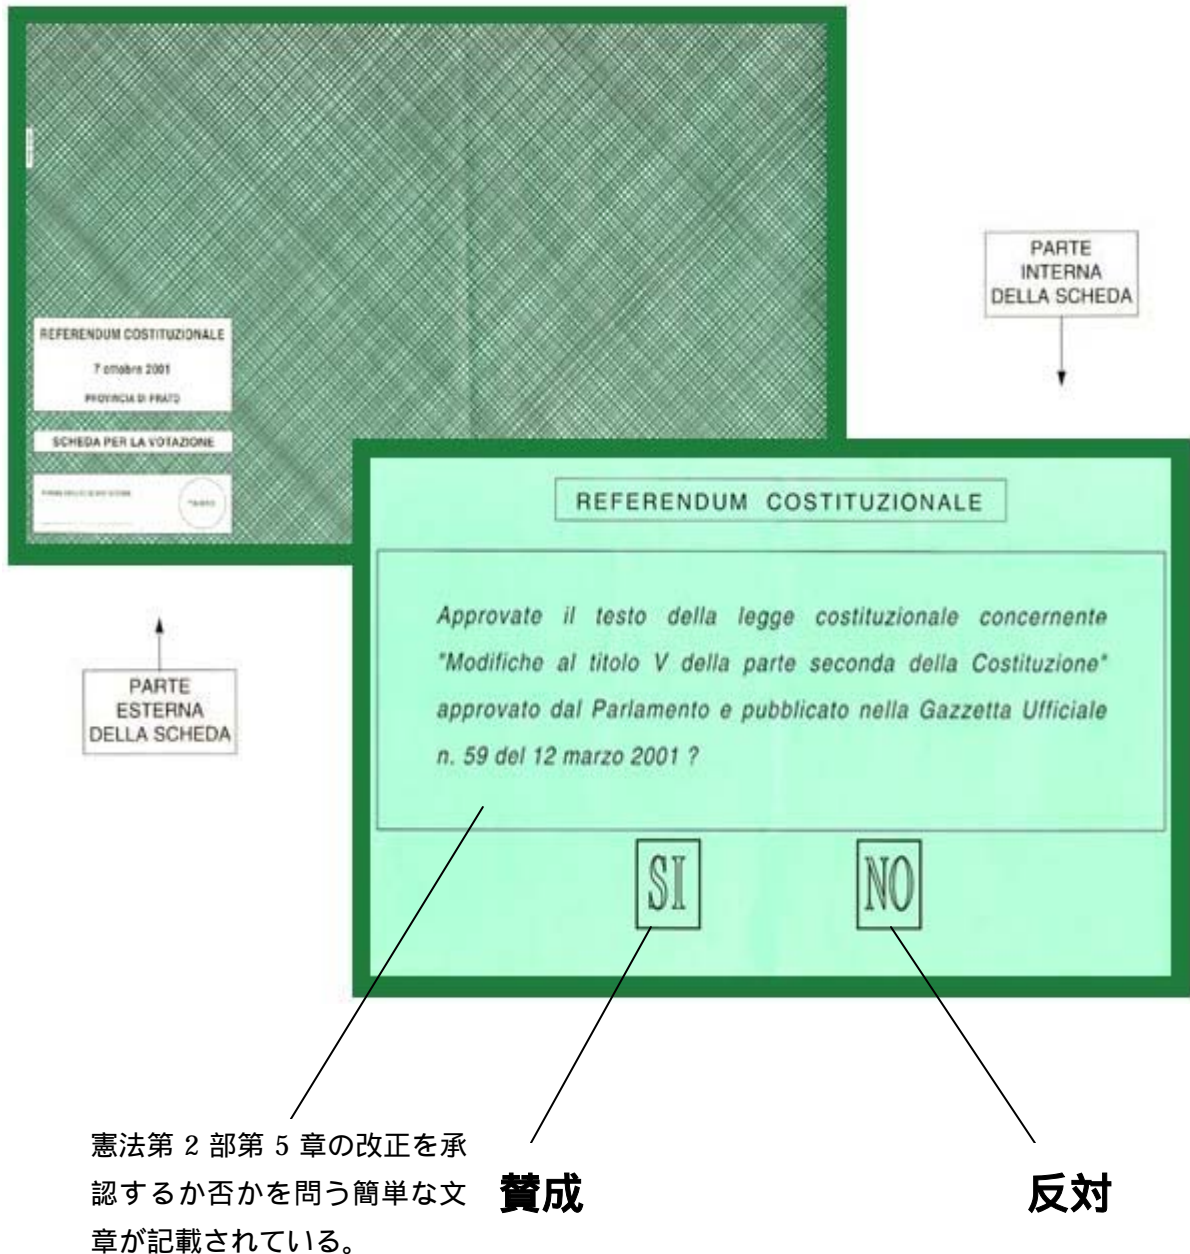 REFERENDUM COSTITUZIONALE
7 ottobre 2001
PROVINCIA DI PRATO
SCHEDA PER LA VOTAZIONE
PARTE
INTERNA
DELLA SCHEDA
REFERENDUM COSTITUZIONALE
Approvate il testo della legge costituzionale concernente
"Modifiche al titolo V della parte seconda della Costituzione"
approvato dal Parlamento e pubblicato nella Gazzetta Ufficiale
n. 59 del 12 marzo 2001 ?
SI
NO
PARTE
ESTERNA
DELLA SCHEDA
憲法第 2 部第 5 章の改正を承
認するか否かを問う簡単な文
章が記載されている。
賛成
反対